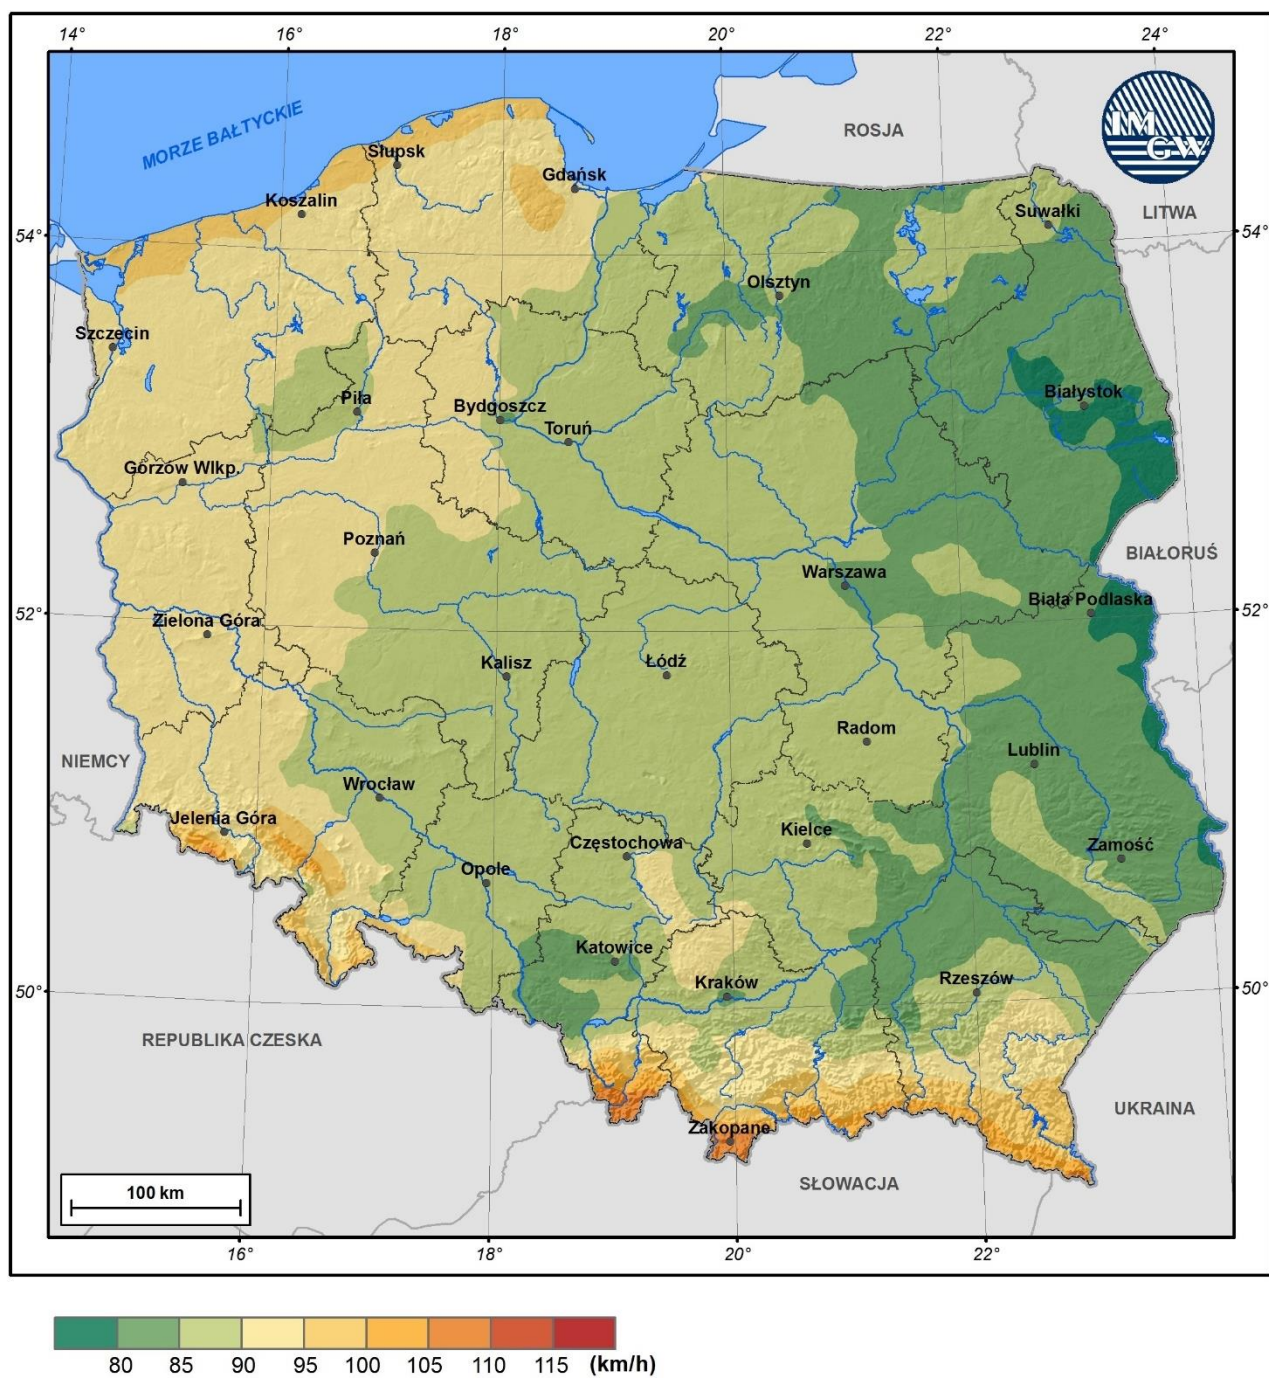 14° 16° 18° 20° 22° 24°
MORZE BAŁTYCKIE
ROSJA
IM
GW
Słupsk
Gdańsk
Koszalin
Suwałki
LITWA
54° 54°
Olsztyn
Szczecin
Białystok
Piła
Bydgoszcz
Toruń
Gorzów Wlkp.
Poznań
BIAŁORUŚ
Warszawa
Biała Podlaska
52° 52°
Zielona Góra
Kalisz
Łódź
Radom
Lublin
NIEMCY
Wrocław
Jelenia Góra
Kielce
Częstochowa
Zamość
Opole
Katowice
Kraków
Rzeszów
50° 50°
REPUBLIKA CZESKA
UKRAINA
Zakopane
SŁOWACJA
100 km
16° 18° 20° 22°
80 85 90 95 100 105 110 115 (km/h)